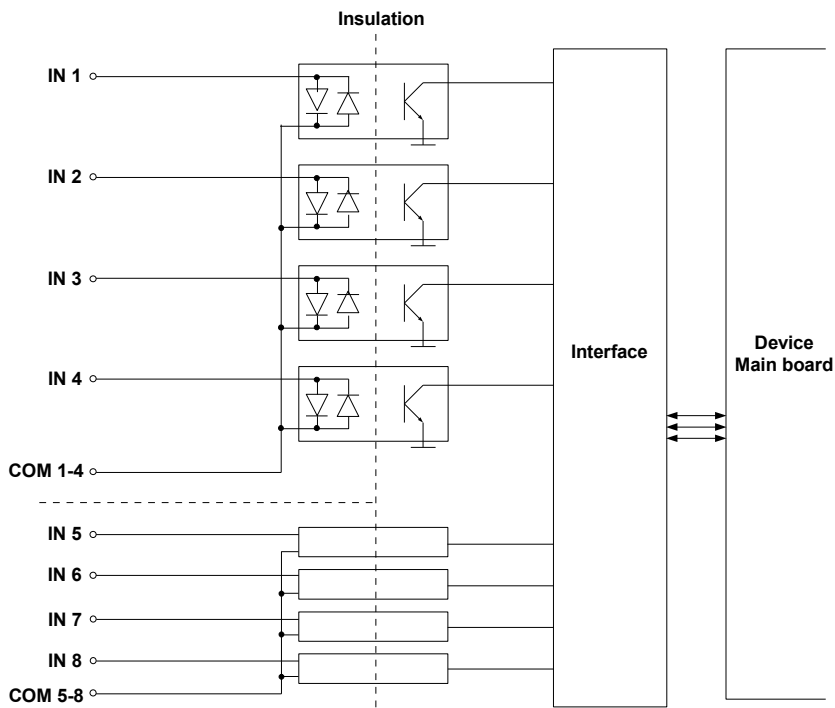 Insulation
IN 1
IN 2
IN 3
IN 4
COM 1-4
Interface
Device
Main board
IN 5
IN 6
IN 7
IN 8
COM 5-8